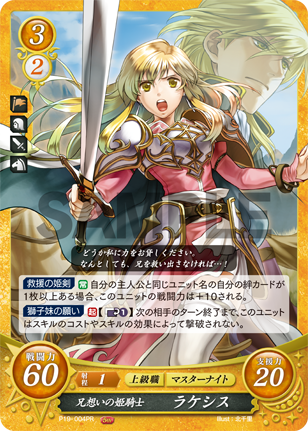 3
2
SAMPLE
どうか私に力をお貸しください。
なんとしても、兄を救い出さなければ…！
救援の姫剣 常 自分の主人公と同じユニット名の自分の絆カードが
1枚以上ある場合、このユニットの戦闘力は＋10される。
獅子妹の願い 起 【1】次の相手のターン終了まで、このユニット
はスキルのコストやスキルの効果によって撃破されない。
戦闘力
60
射程 1 上級職 マスターナイト
支援力
20
兄想いの姫騎士 ラケシス
P19-004PR
Illust：北千里